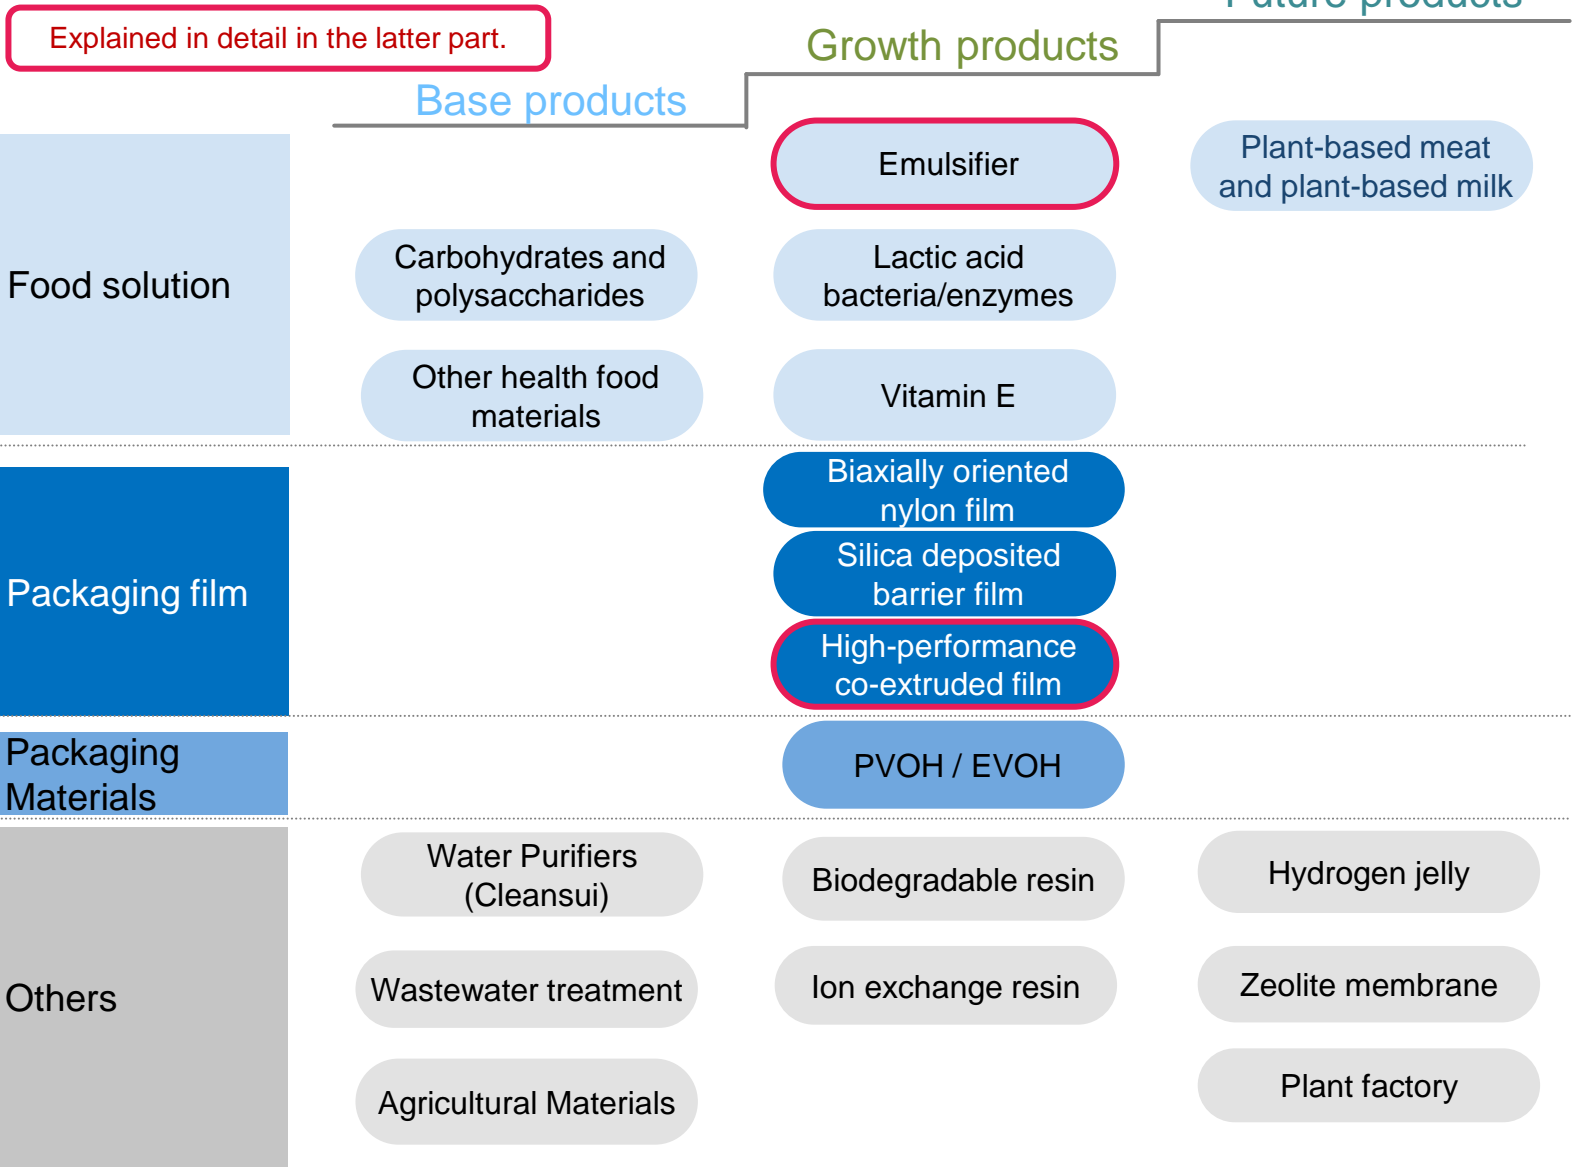 Future products
Explained in detail in the latter part.
Growth products
Base products
Food solution
Emulsifier
Plant-based meat
and plant-based milk
Carbohydrates and
polysaccharides
Lactic acid
bacteria/enzymes
Other health food
materials
Vitamin E
Packaging film
Biaxially oriented
nylon film
Silica deposited
barrier film
High-performance
co-extruded film
Packaging
Materials
PVOH / EVOH
Others
Water Purifiers
(Cleansui)
Biodegradable resin
Hydrogen jelly
Wastewater treatment
Ion exchange resin
Zeolite membrane
Agricultural Materials
Plant factory